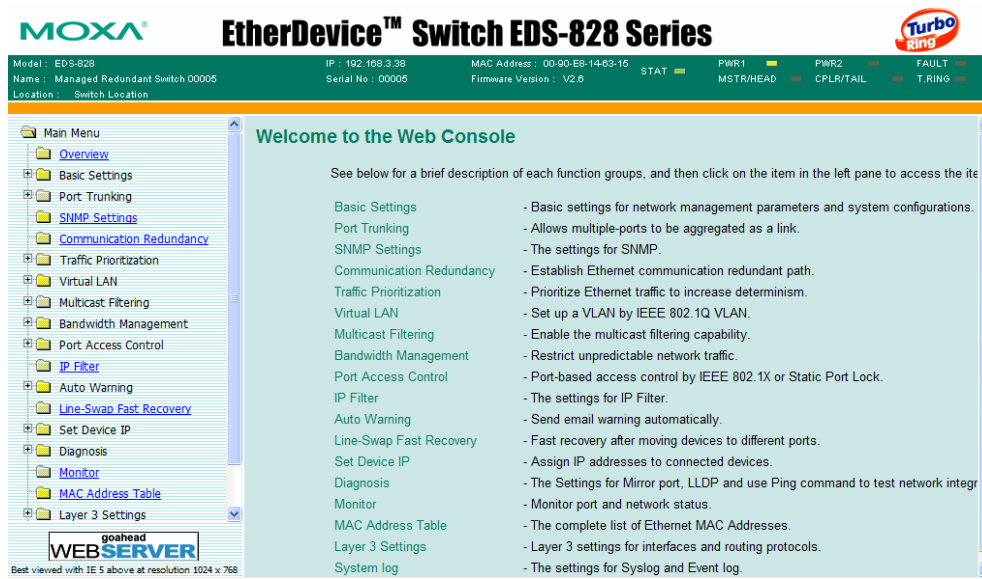 MOXA®
EtherDevice™ Switch EDS-828 Series
Turbo
Ring
Model : EDS-828
IP : 192.168.3.38
MAC Address : 00-90-E8-14-63-15
STAT
PWR1
PWR2
FAULT
Name : Managed Redundant Switch 00005
Serial No : 00005
Firmware Version : V2.6
MSTR/HEAD
CPLR/TAIL
T.RING
Location : Switch Location
Main Menu
Overview
Basic Settings
Port Trunking
SNMP Settings
Communication Redundancy
Traffic Prioritization
Virtual LAN
Multicast Filtering
Bandwidth Management
Port Access Control
IP Filter
Auto Warning
Line-Swap Fast Recovery
Set Device IP
Diagnosis
Monitor
MAC Address Table
Layer 3 Settings
goahead
WEBSERVER
Best viewed with IE 5 above at resolution 1024 x 768
Welcome to the Web Console
See below for a brief description of each function groups, and then click on the item in the left pane to access the ite
Basic Settings - Basic settings for network management parameters and system configurations.
Port Trunking - Allows multiple-ports to be aggregated as a link.
SNMP Settings - The settings for SNMP.
Communication Redundancy - Establish Ethernet communication redundant path.
Traffic Prioritization - Prioritize Ethernet traffic to increase determinism.
Virtual LAN - Set up a VLAN by IEEE 802.1Q VLAN.
Multicast Filtering - Enable the multicast filtering capability.
Bandwidth Management - Restrict unpredictable network traffic.
Port Access Control - Port-based access control by IEEE 802.1X or Static Port Lock.
IP Filter - The settings for IP Filter.
Auto Warning - Send email warning automatically.
Line-Swap Fast Recovery - Fast recovery after moving devices to different ports.
Set Device IP - Assign IP addresses to connected devices.
Diagnosis - The Settings for Mirror port, LLDP and use Ping command to test network integr
Monitor - Monitor port and network status.
MAC Address Table - The complete list of Ethernet MAC Addresses.
Layer 3 Settings - Layer 3 settings for interfaces and routing protocols.
System log - The settings for Syslog and Event log.